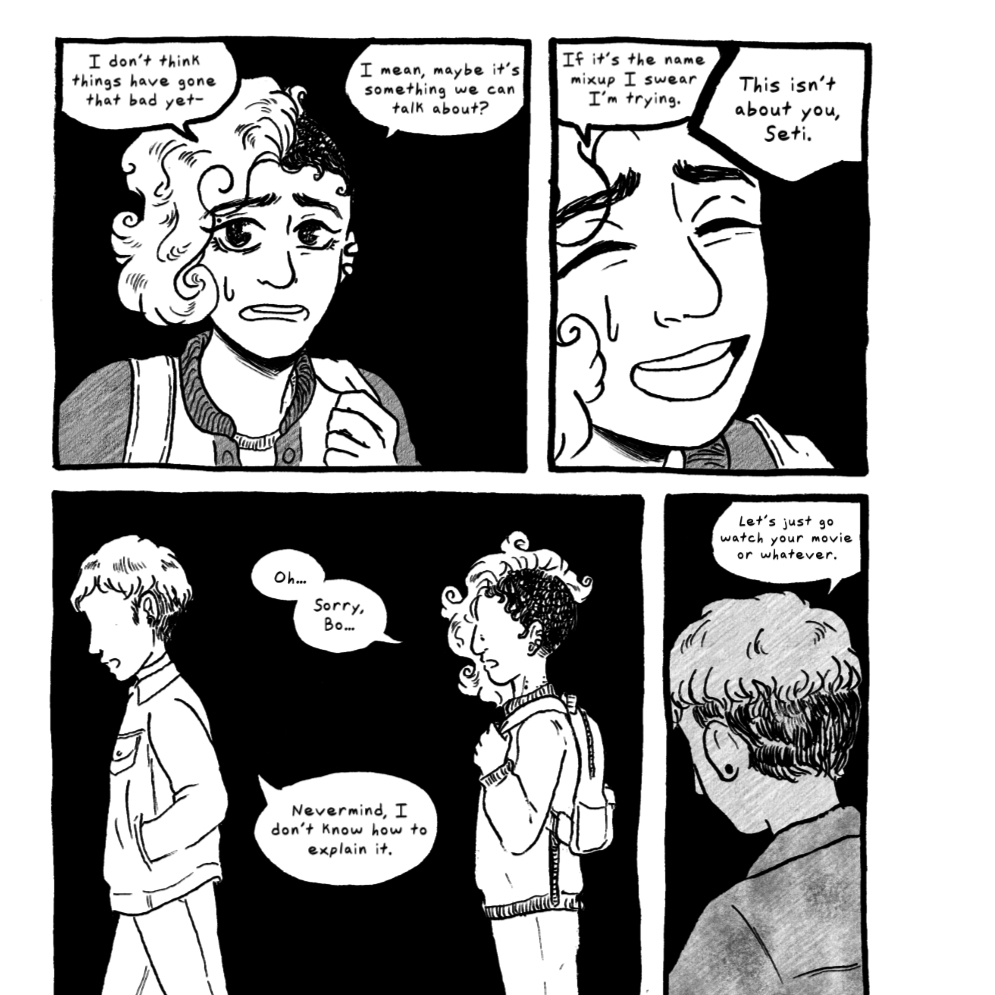 I don't think
things have gone
that bad yet-
I mean, maybe it's
something we can
talk about?
If it's the name
mixup I swear
I'm trying.
This isn't
about you,
Seti.
Oh...
Sorry,
Bo...
Nevermind, I
don't know how to
explain it.
Let's just go
watch your movie
or whatever.